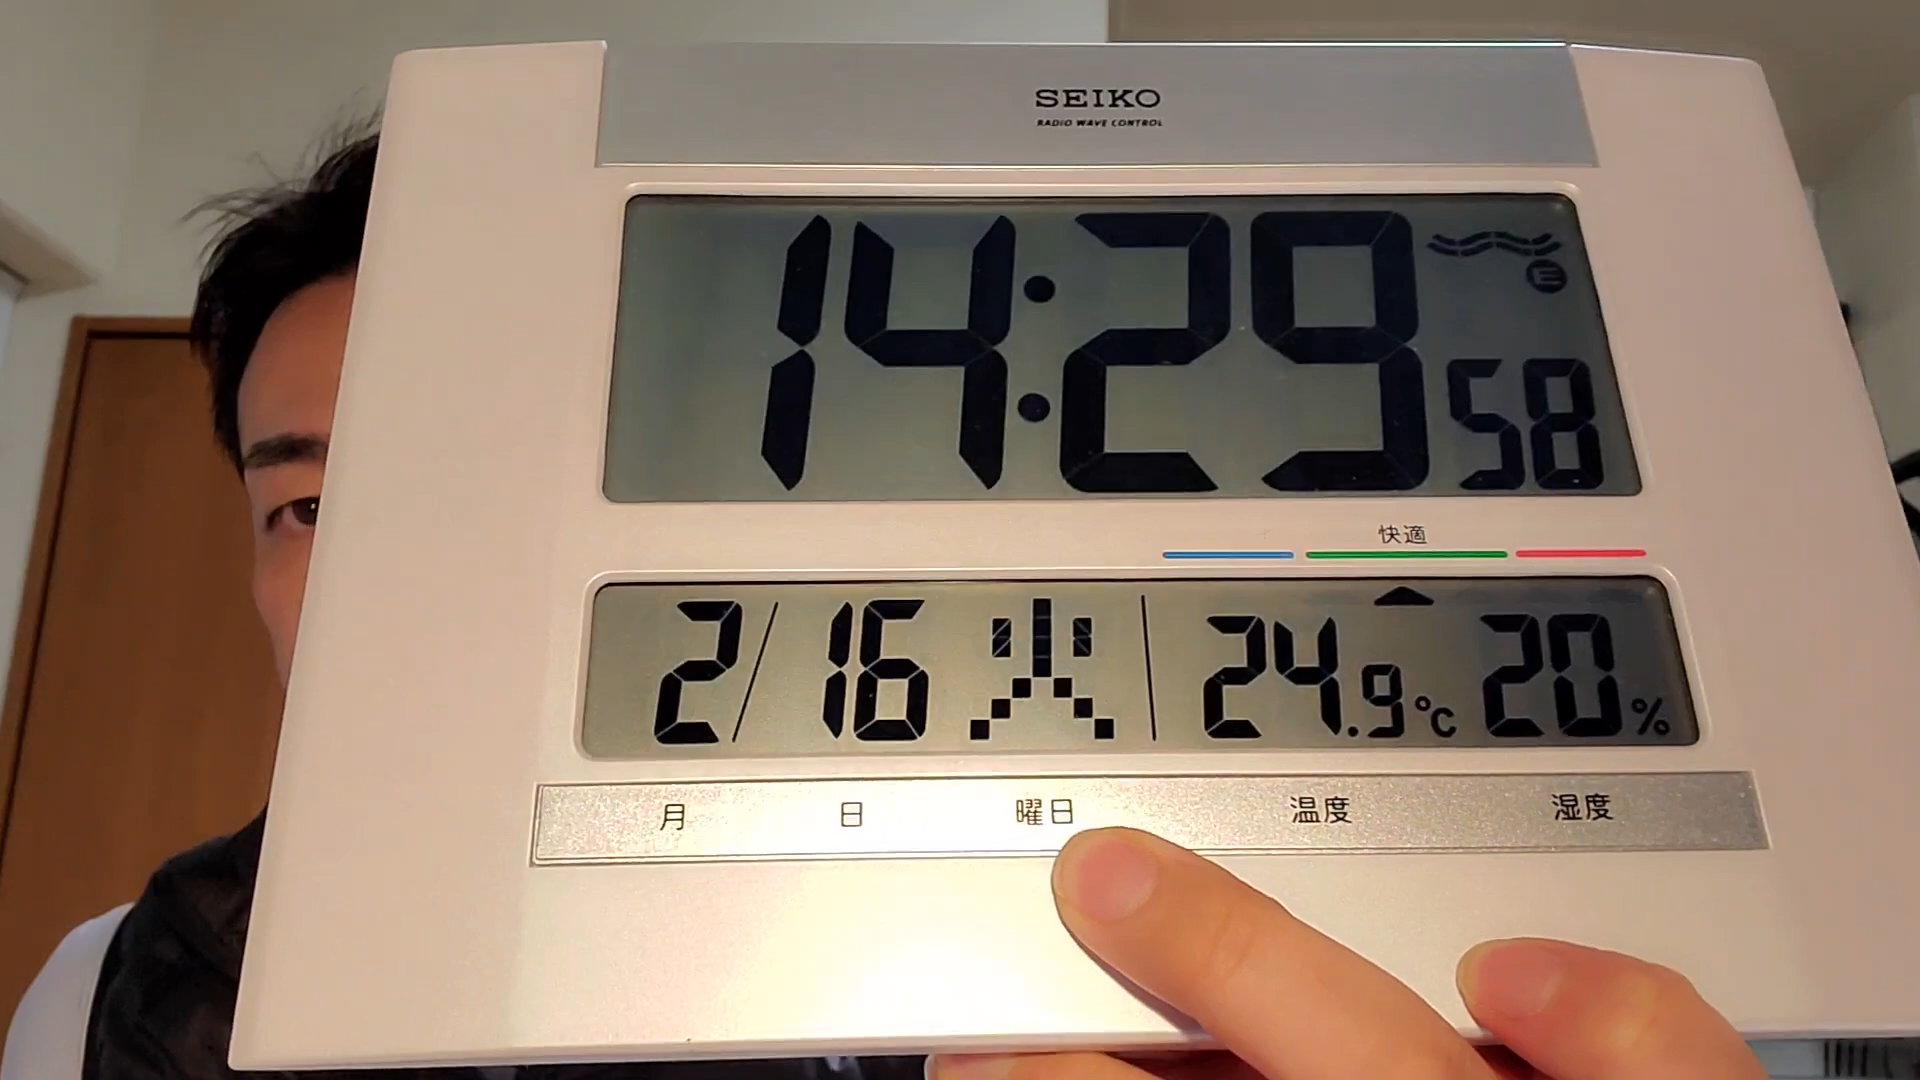 SEIKO
RADIO WAVE CONTROL
14:29 58
E
快適
2/16 火 24.9℃ 20%
月 日 曜日 温度 湿度